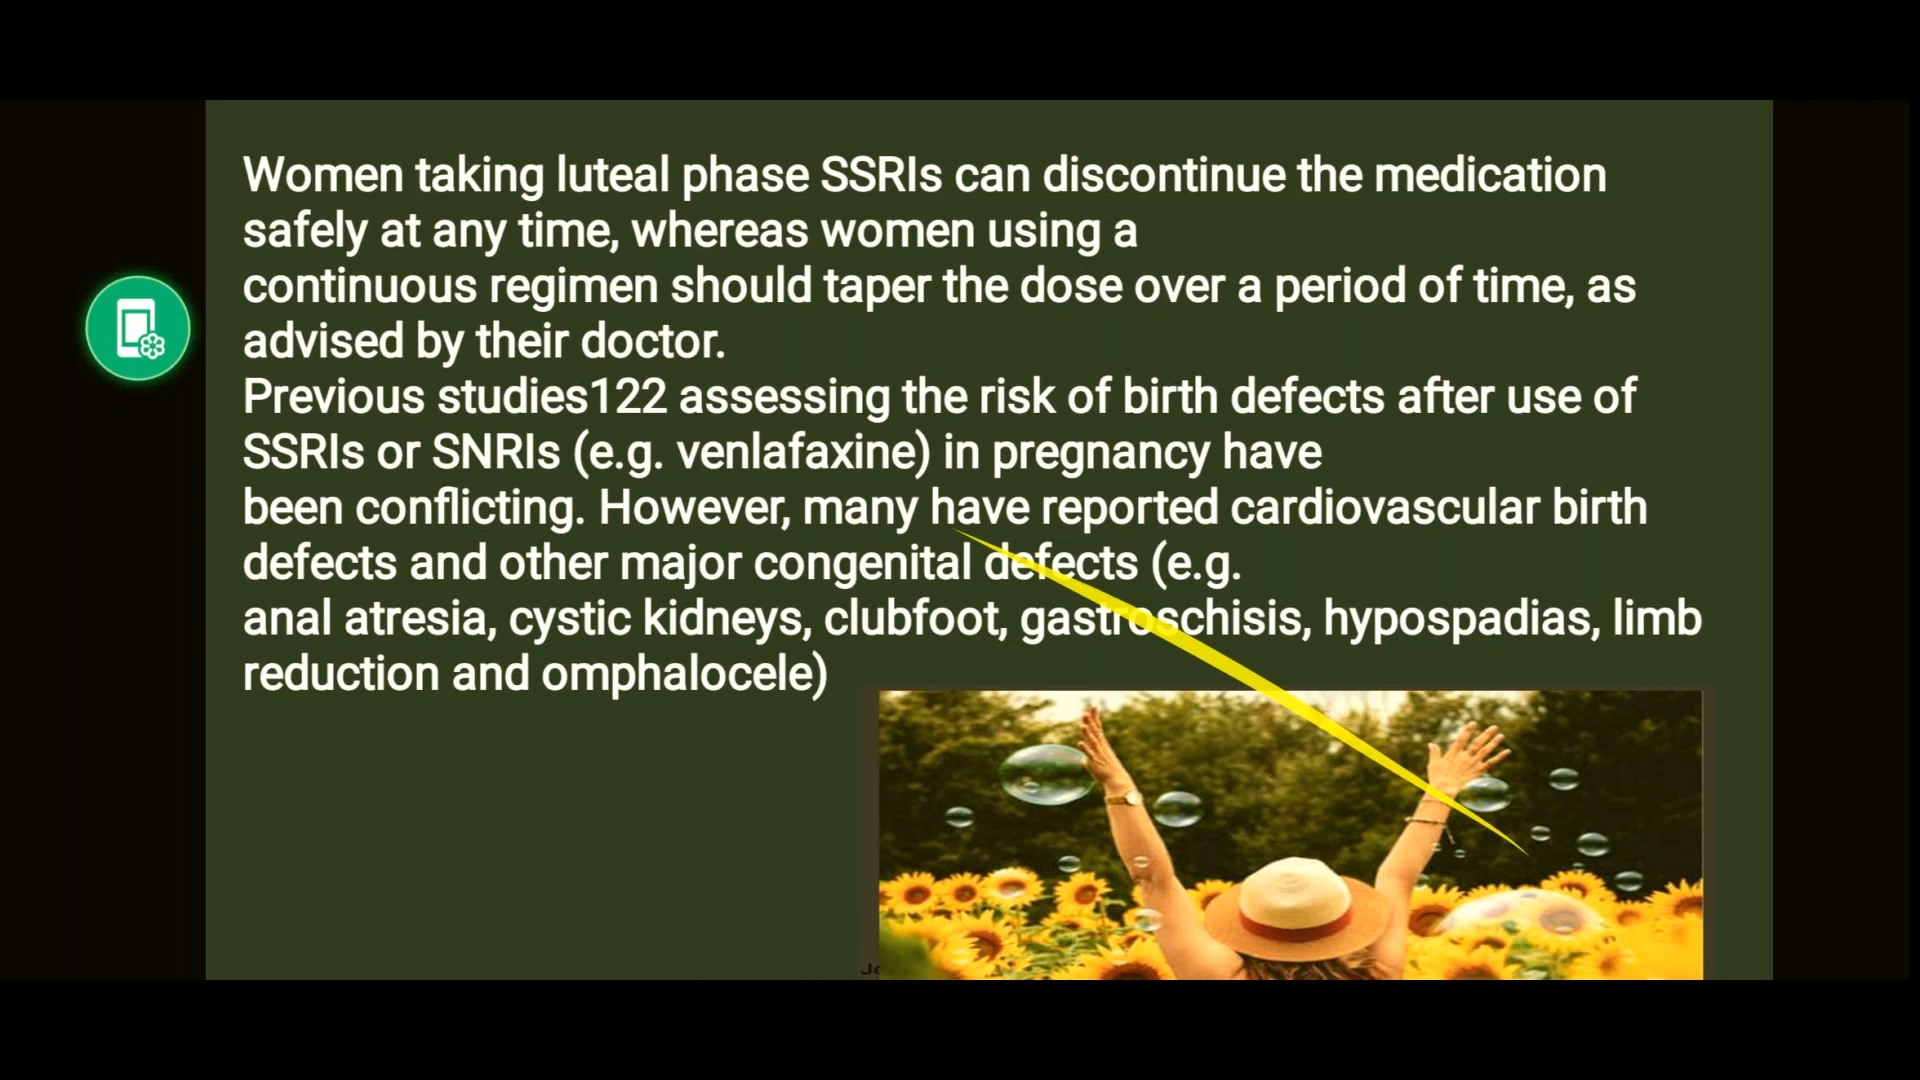 Women taking luteal phase SSRIs can discontinue the medication
safely at any time, whereas women using a
continuous regimen should taper the dose over a period of time, as
advised by their doctor.
Previous studies122 assessing the risk of birth defects after use of
SSRIs or SNRIs (e.g. venlafaxine) in pregnancy have
been conflicting. However, many have reported cardiovascular birth
defects and other major congenital defects (e.g.
anal atresia, cystic kidneys, clubfoot, gastroschisis, hypospadias, limb
reduction and omphalocele)